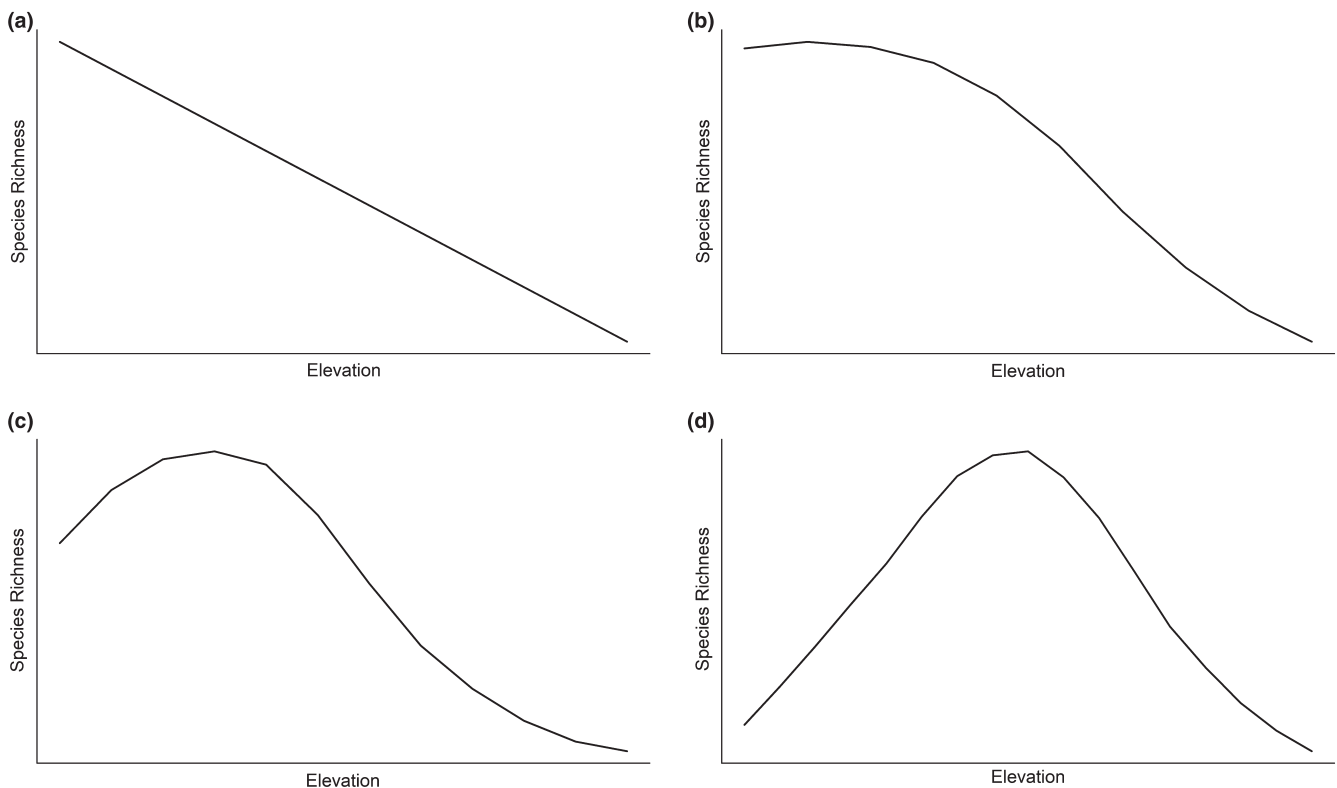 (a)
Species Richness
Elevation
(b)
Species Richness
Elevation
(c)
Species Richness
Elevation
(d)
Species Richness
Elevation